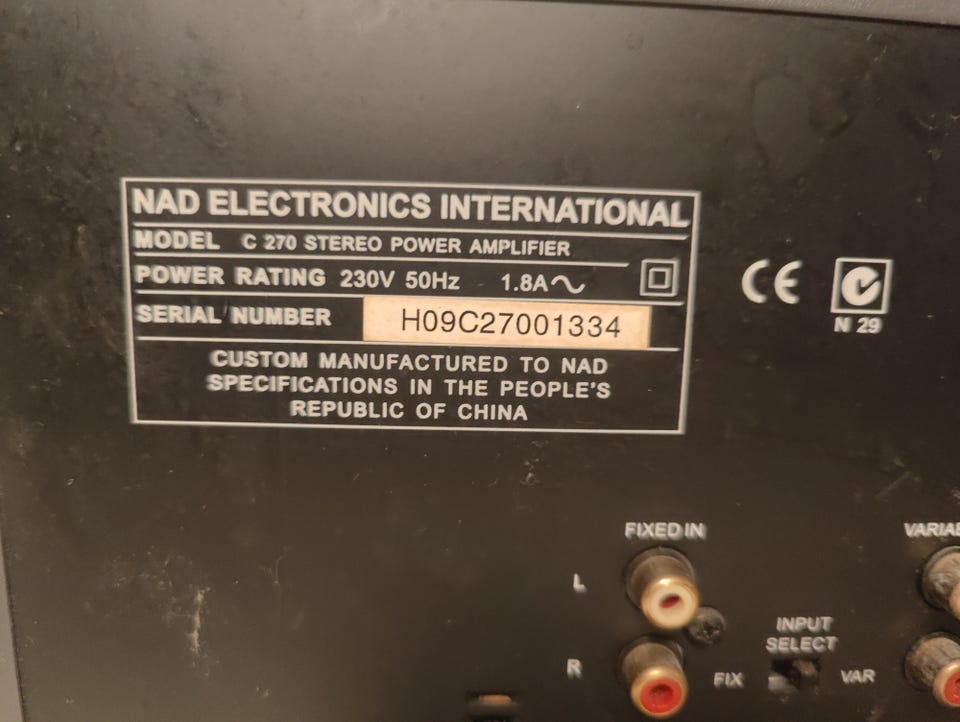 NAD ELECTRONICS INTERNATIONAL
MODEL C 270 STEREO POWER AMPLIFIER
POWER RATING 230V 50Hz 1.8A~
SERIAL NUMBER H09C27001334
CUSTOM MANUFACTURED TO NAD
SPECIFICATIONS IN THE PEOPLE'S
REPUBLIC OF CHINA
CE
N 29
FIXED IN
L
R
INPUT
SELECT
FIX
VAR